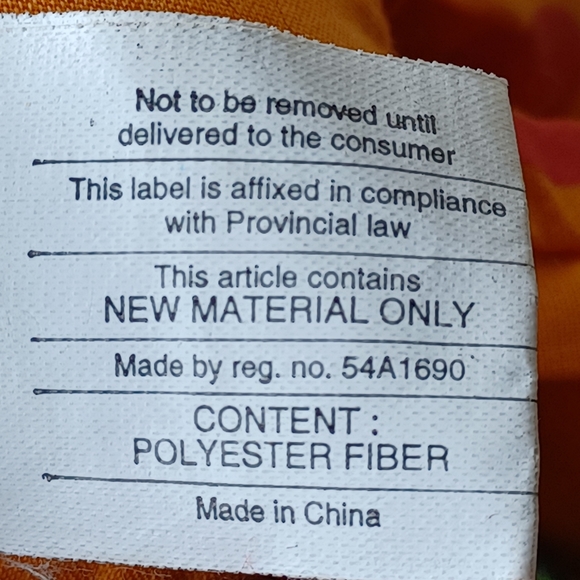 Not to be removed until
delivered to the consumer
This label is affixed in compliance
with Provincial law
This article contains
NEW MATERIAL ONLY
Made by reg. no. 54A1690
CONTENT :
POLYESTER FIBER
Made in China